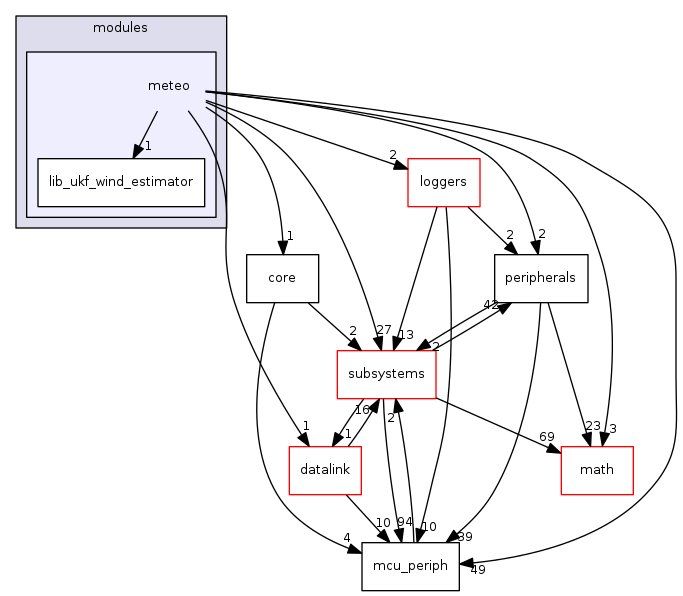 modules
meteo
1
lib_ukf_wind_estimator
2
loggers
1
2
2
core
peripherals
42
2
27
13
2
subsystems
16
1
2
1
69
23
3
datalink
math
10
94
10
4
39
49
mcu_periph